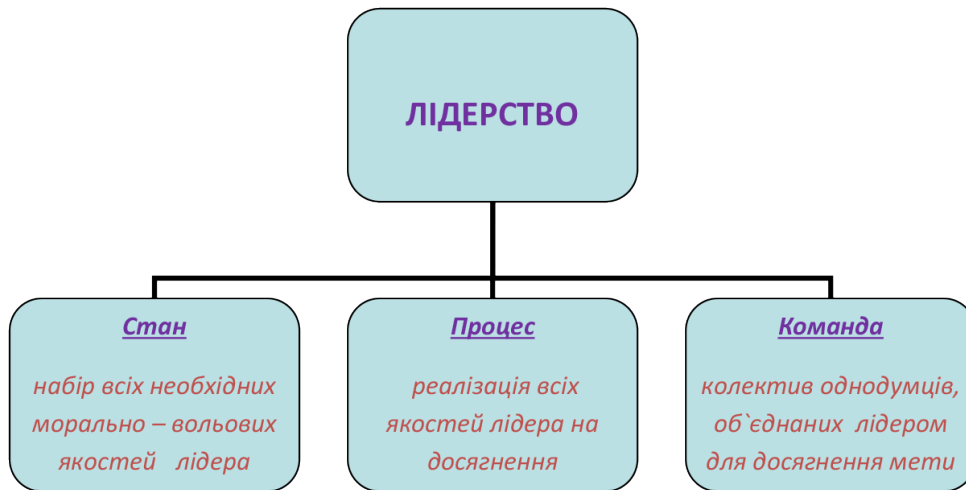 ЛІДЕРСТВО
Стан
набір всіх необхідних
морально – вольових
якостей лідера
Процес
реалізація всіх
якостей лідера на
досягнення
Команда
колектив однодумців,
об`єднаних лідером
для досягнення мети